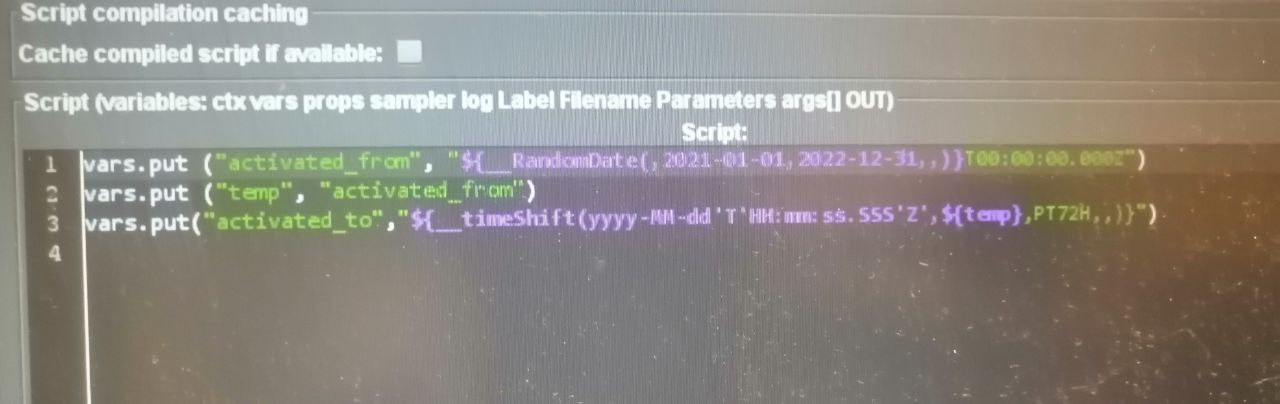 Script compilation caching
Cache compiled script if available:
Script (variables: ctx vars props sampler log Label Filename Parameters args[] OUT)
Script:
1 vars.put ("activated_from", "${__RandomDate(,2021-01-01,2022-12-31,,)}T00:00:00.000Z")
2 vars.put ("temp", "activated_from")
3 vars.put("activated_to","${__timeShift(yyyy-MM-dd'T'HH:mm:ss.SSS'Z',${temp},PT72H,,)}")
4